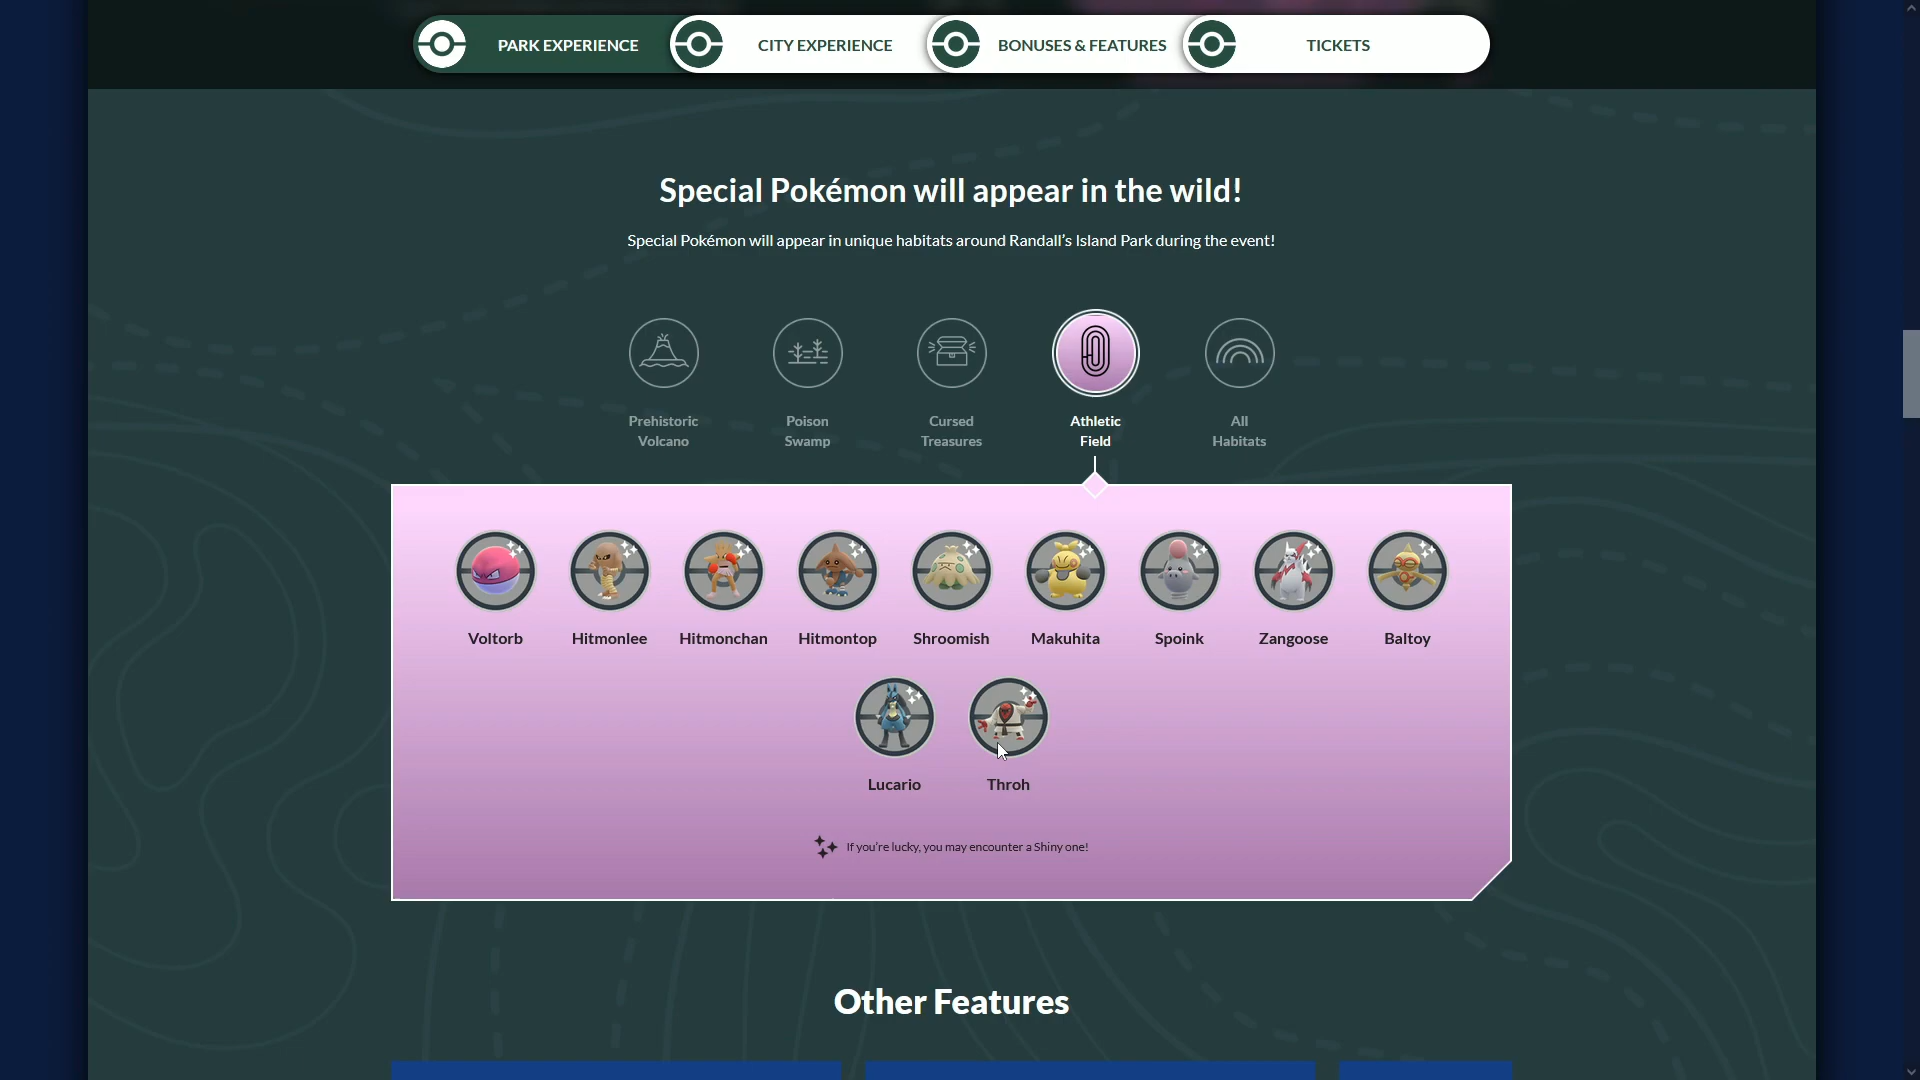 PARK EXPERIENCE
CITY EXPERIENCE
BONUSES & FEATURES
TICKETS
Special Pokémon will appear in the wild!
Special Pokémon will appear in unique habitats around Randall’s Island Park during the event!
Prehistoric
Volcano
Poison
Swamp
Cursed
Treasures
Athletic
Field
All
Habitats
Voltorb
Hitmonlee
Hitmonchan
Hitmontop
Shroomish
Makuhita
Spoink
Zangoose
Baltoy
Lucario
Throh
If you’re lucky, you may encounter a Shiny one!
Other Features